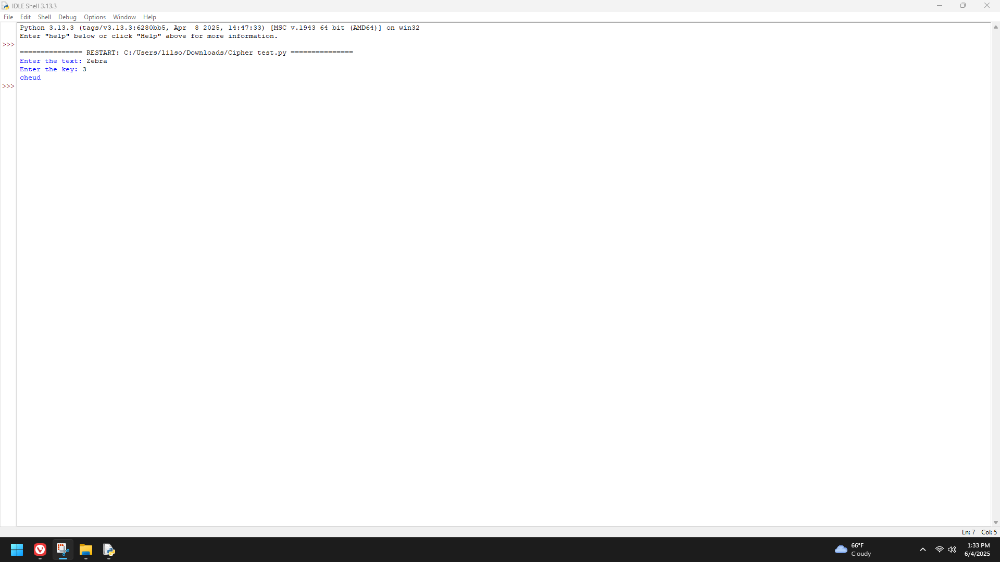 IDLE Shell 3.13.3
File Edit Shell Debug Options Window Help
Python 3.13.3 (tags/v3.13.3:6280bb5, Apr  8 2025, 14:47:33) [MSC v.1943 64 bit (AMD64)] on win32
Enter "help" below or click "Help" above for more information.
>>>
=============== RESTART: C:/Users/lilso/Downloads/Cipher test.py ===============
Enter the text: Zebra
Enter the key: 3
cheud
>>>
Ln: 7 Col: 5
66°F
Cloudy
1:33 PM
6/4/2025